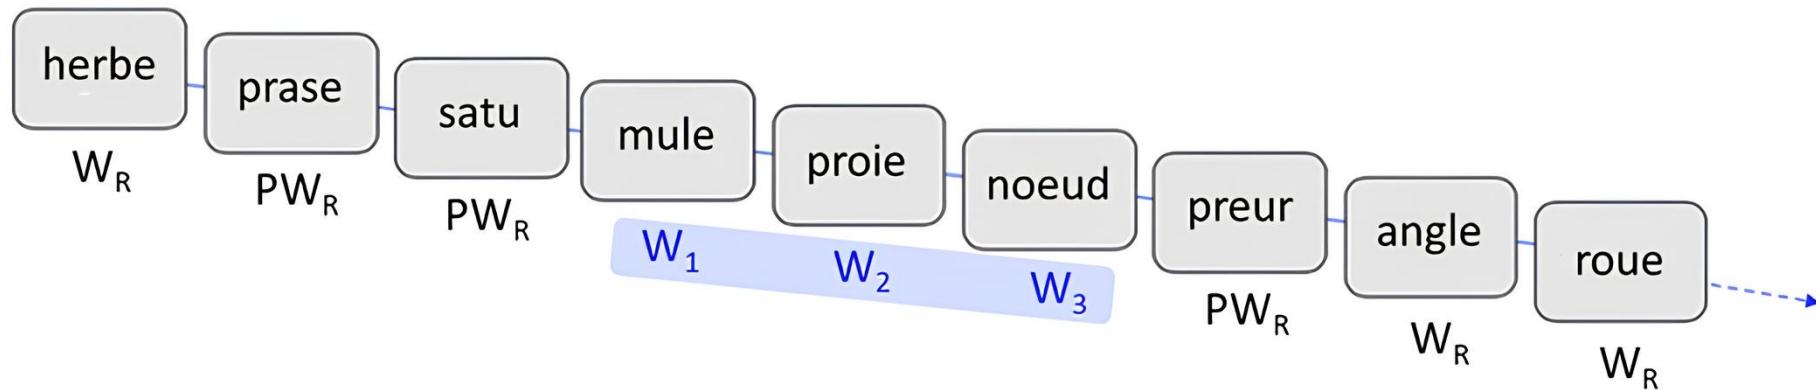 herbe
prase
satu
mule
proie
noeud
preur
angle
roue
W_R
PW_R
PW_R
W_1
W_2
W_3
PW_R
W_R
W_R